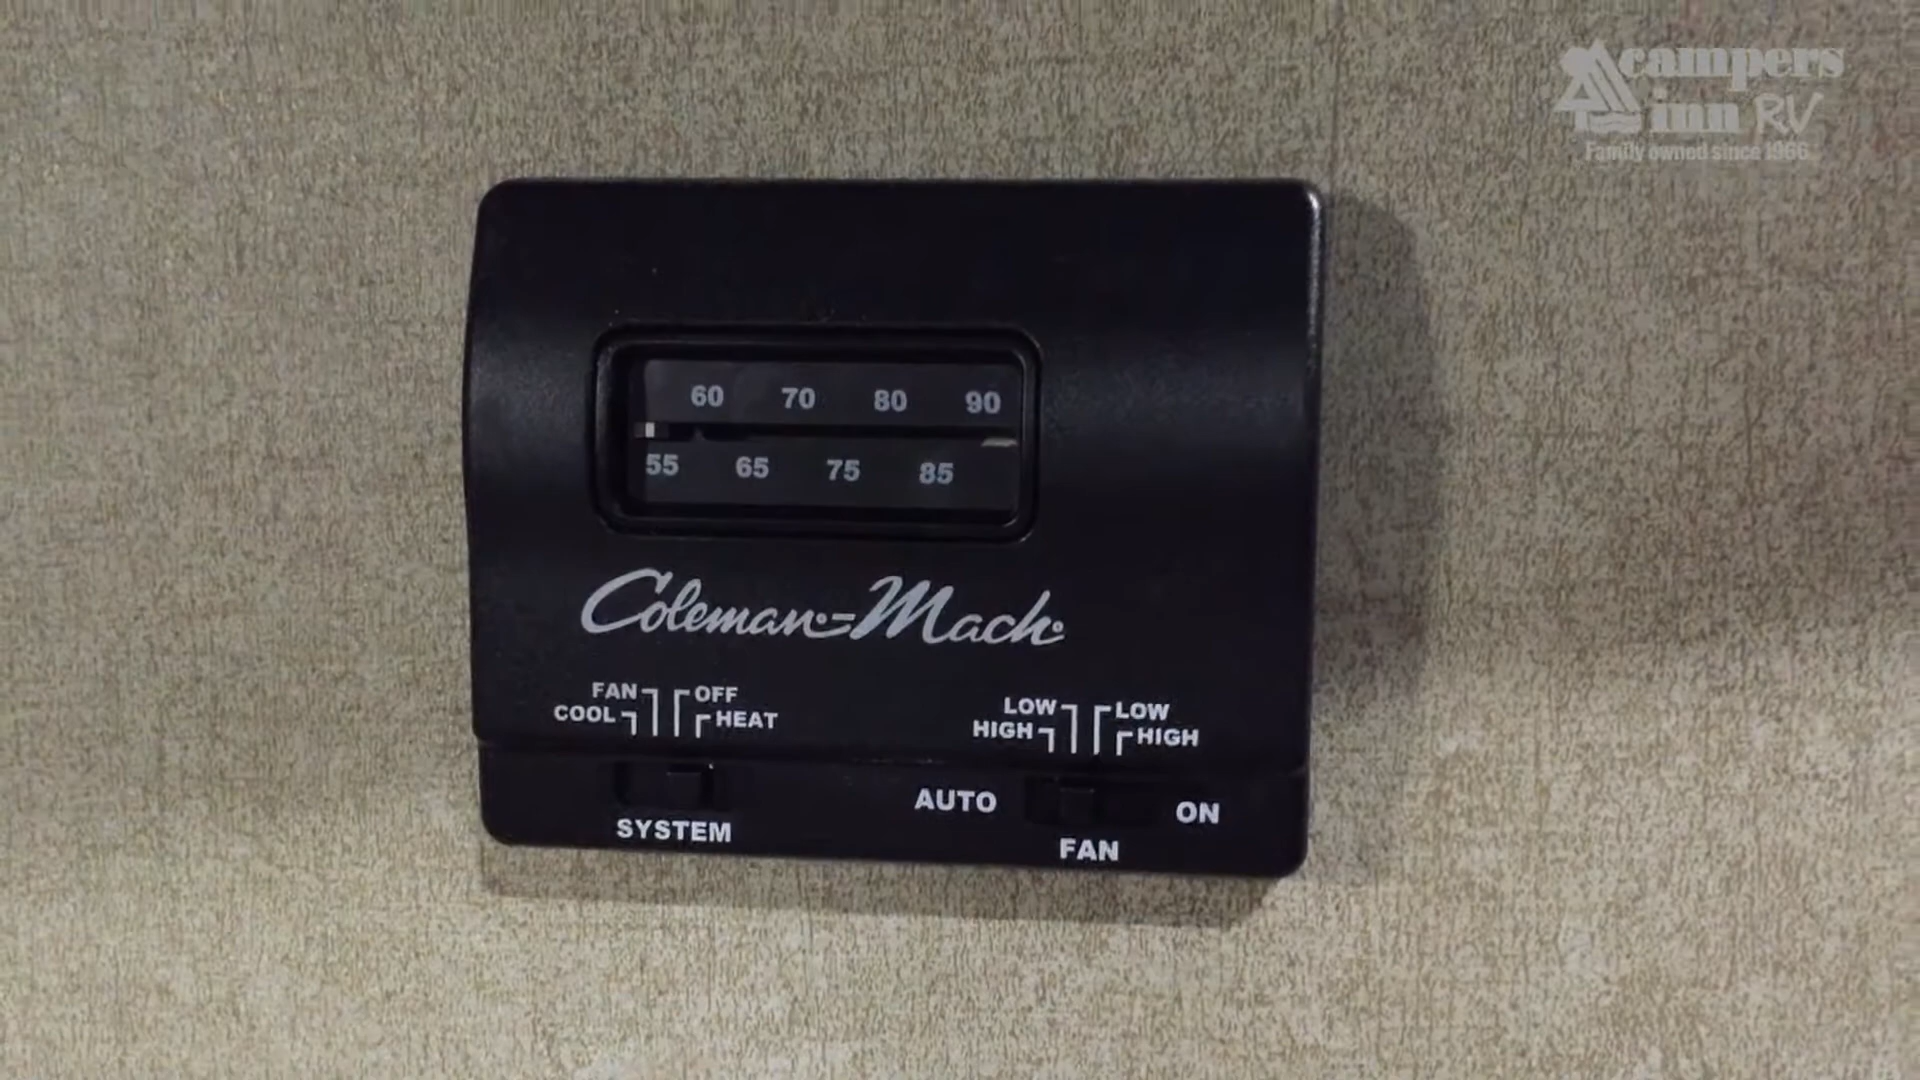 campers
inn RV
Family owned since 1966
60 70 80 90
55 65 75 85
Coleman-Mach
FAN OFF
COOL HEAT
LOW LOW
HIGH HIGH
AUTO ON
SYSTEM
FAN